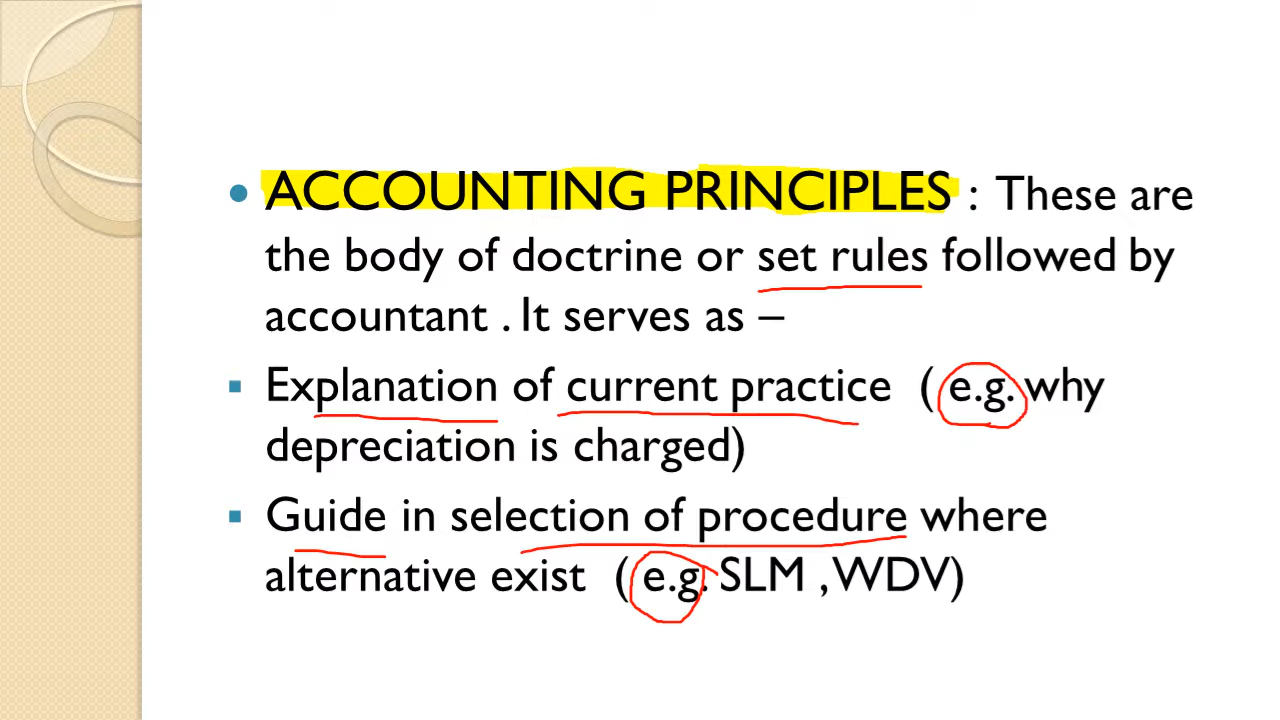 • ACCOUNTING PRINCIPLES : These are
the body of doctrine or set rules followed by
accountant . It serves as –
▪ Explanation of current practice ( e.g. why
depreciation is charged)
▪ Guide in selection of procedure where
alternative exist ( e.g. SLM , WDV)